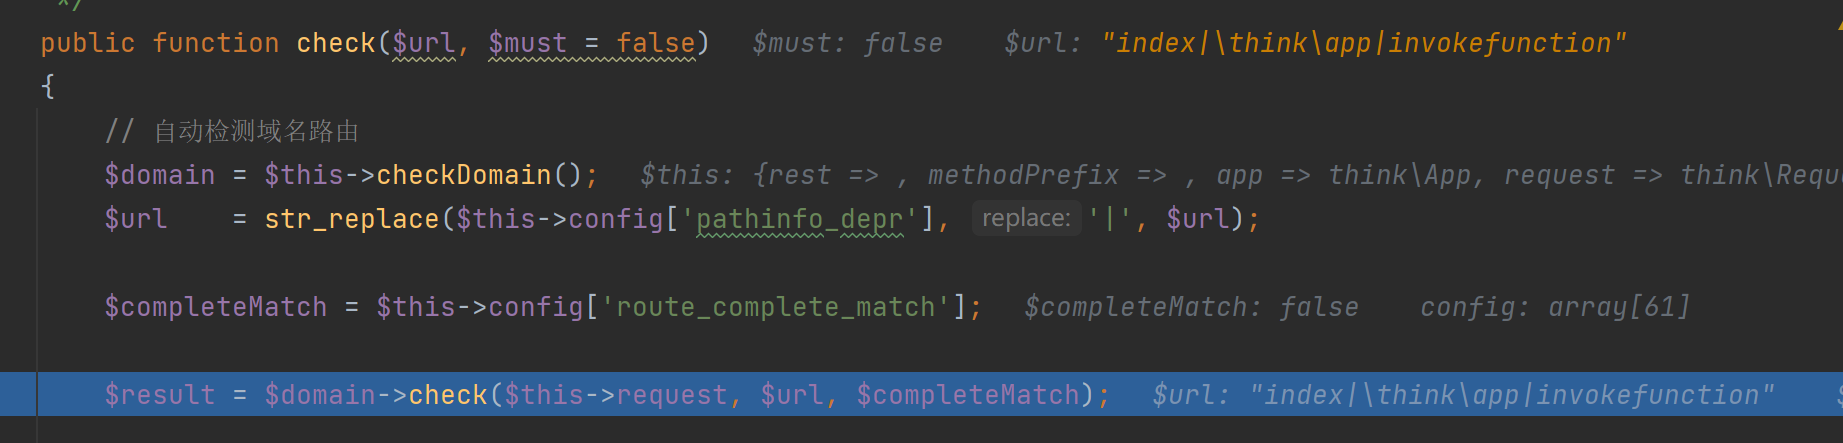 */
public function check($url, $must = false) $must: false $url: "index|\think\app|invokefunction"
{
// 自动检测域名路由
$domain = $this->checkDomain(); $this: {rest => , methodPrefix => , app => think\App, request => think\Requ
$url = str_replace($this->config['pathinfo_depr'], replace: '|', $url);
$completeMatch = $this->config['route_complete_match']; $completeMatch: false config: array[61]
$result = $domain->check($this->request, $url, $completeMatch); $url: "index|\think\app|invokefunction"